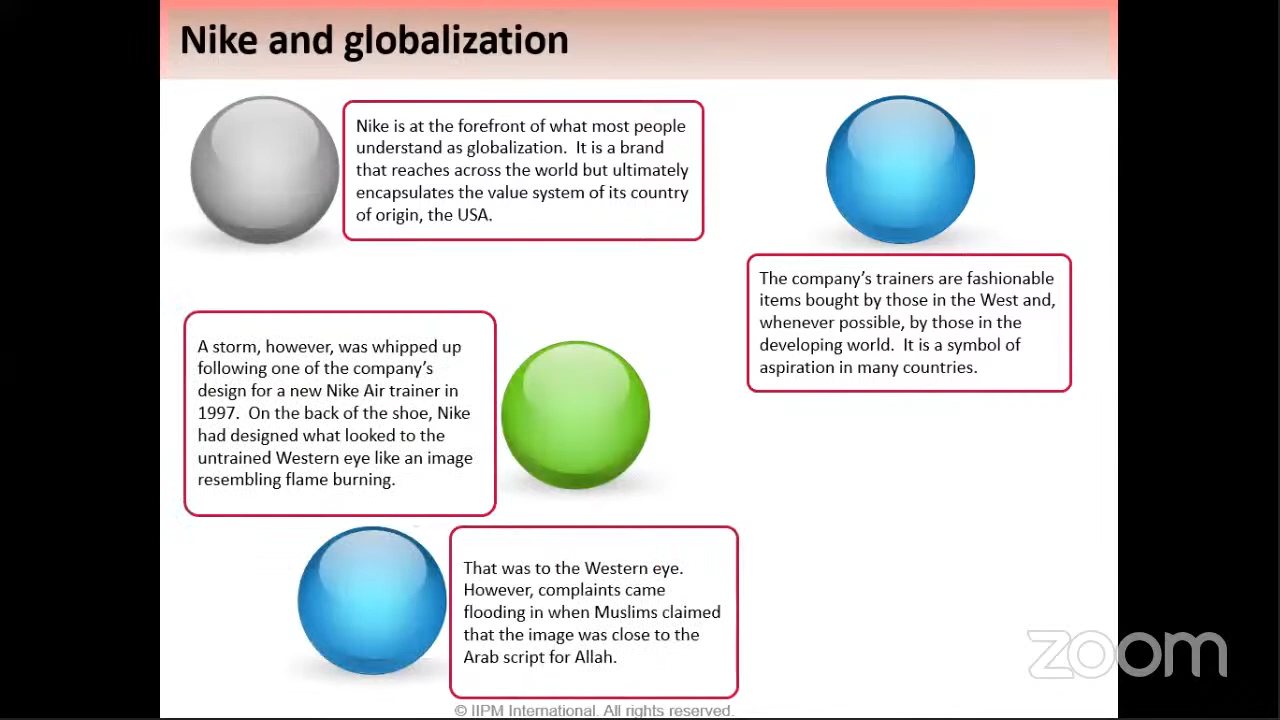 Nike and globalization
Nike is at the forefront of what most people
understand as globalization.  It is a brand
that reaches across the world but ultimately
encapsulates the value system of its country
of origin, the USA.
The company’s trainers are fashionable
items bought by those in the West and,
whenever possible, by those in the
developing world.  It is a symbol of
aspiration in many countries.
A storm, however, was whipped up
following one of the company’s
design for a new Nike Air trainer in
1997.  On the back of the shoe, Nike
had designed what looked to the
untrained Western eye like an image
resembling flame burning.
That was to the Western eye.
However, complaints came
flooding in when Muslims claimed
that the image was close to the
Arab script for Allah.
zoom
© IIPM International. All rights reserved.